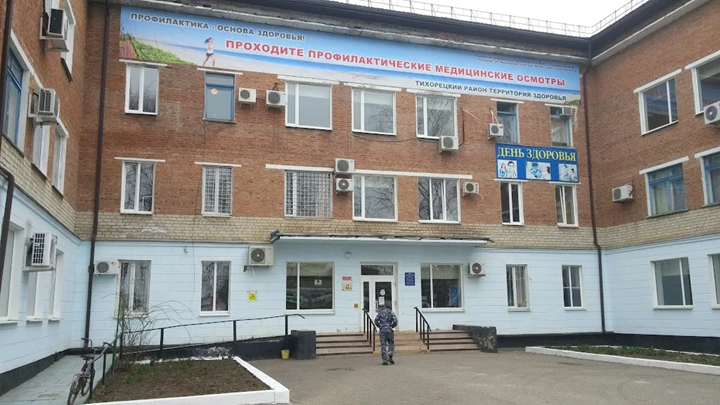 ПРОФИЛАКТИКА - ОСНОВА ЗДОРОВЬЯ!
ПРОХОДИТЕ ПРОФИЛАКТИЧЕСКИЕ МЕДИЦИНСКИЕ ОСМОТРЫ
ТИХОРЕЦКИЙ РАЙОН ТЕРРИТОРИЯ ЗДОРОВЬЯ
ДЕНЬ ЗДОРОВЬЯ